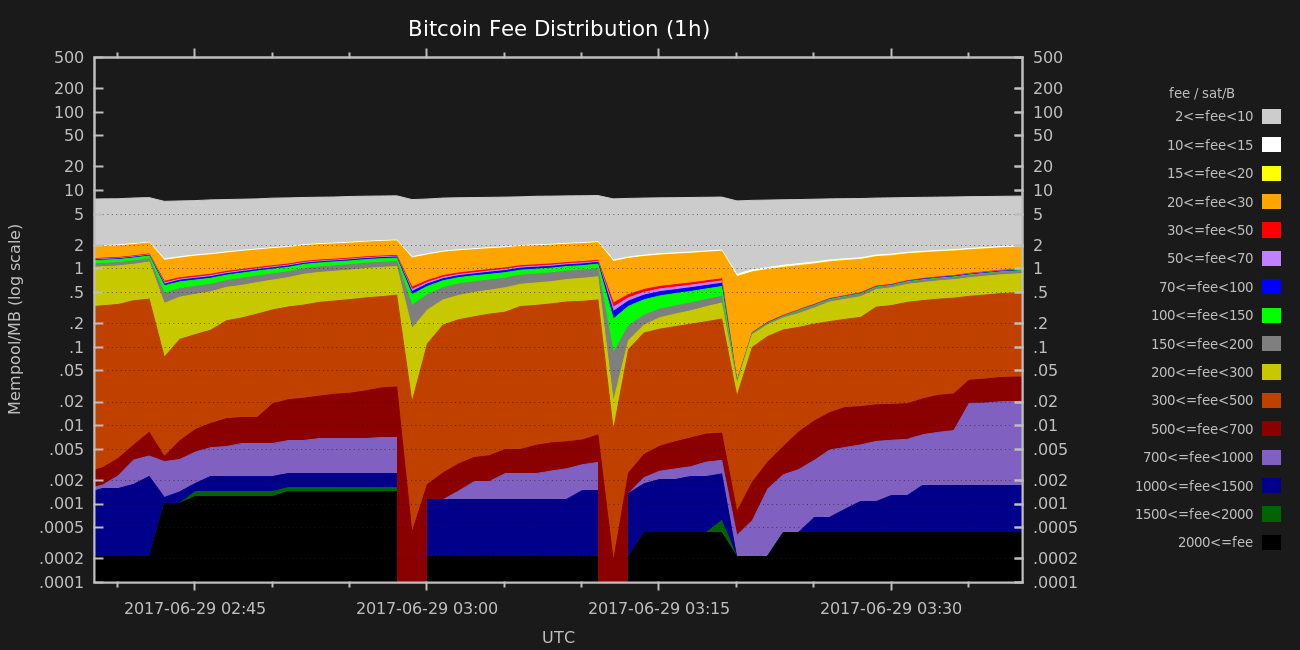 Bitcoin Fee Distribution (1h)
500 500
200 200
100 100
50 50
20 20
10 10
5 5
2 2
1 1
.5 .5
.2 .2
.1 .1
.05 .05
.02 .02
.01 .01
.005 .005
.002 .002
.001 .001
.0005 .0005
.0002 .0002
.0001 .0001
Mempool/MB (log scale)
2017-06-29 02:45 2017-06-29 03:00 2017-06-29 03:15 2017-06-29 03:30
UTC
fee / sat/B
2<=fee<10
10<=fee<15
15<=fee<20
20<=fee<30
30<=fee<50
50<=fee<70
70<=fee<100
100<=fee<150
150<=fee<200
200<=fee<300
300<=fee<500
500<=fee<700
700<=fee<1000
1000<=fee<1500
1500<=fee<2000
2000<=fee